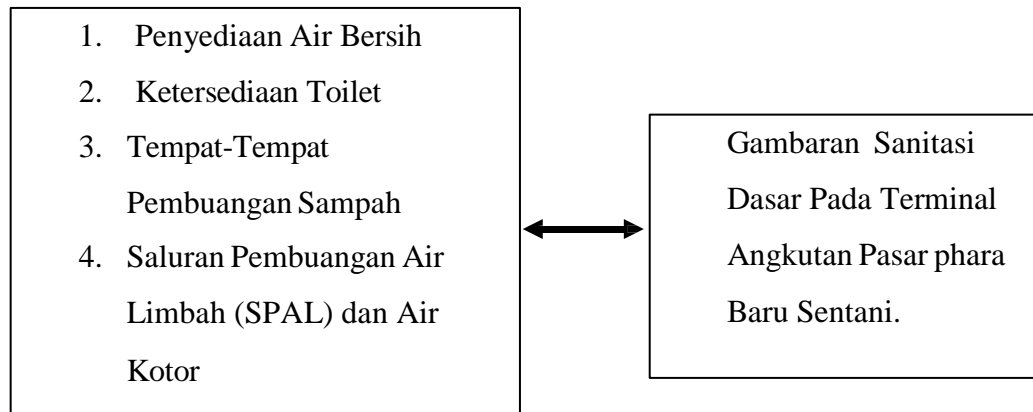 1. Penyediaan Air Bersih
2. Ketersediaan Toilet
3. Tempat-Tempat
Pembuangan Sampah
4. Saluran Pembuangan Air
Limbah (SPAL) dan Air
Kotor
Gambaran Sanitasi
Dasar Pada Terminal
Angkutan Pasar phara
Baru Sentani.